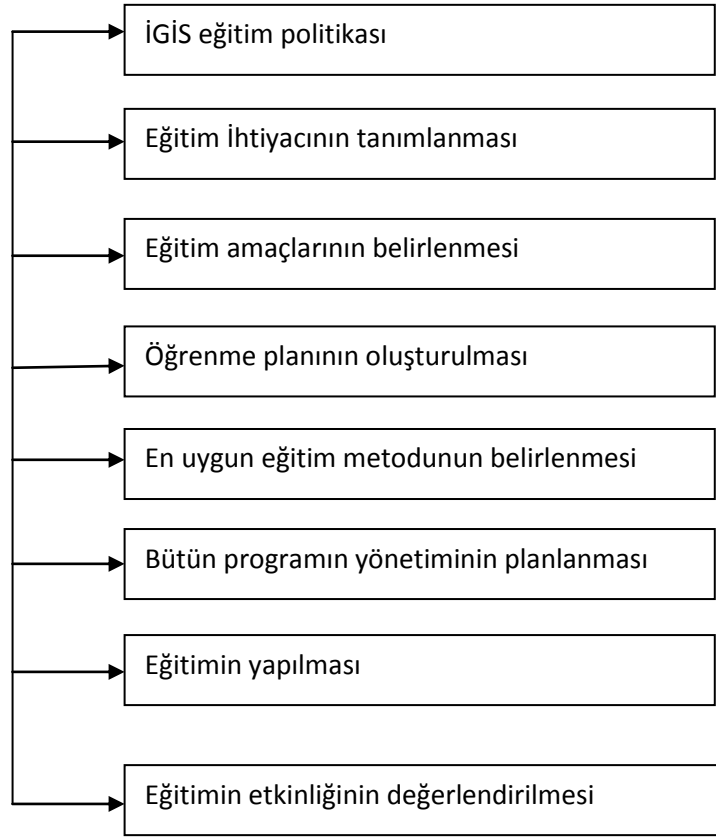 İGİS eğitim politikası
Eğitim İhtiyacının tanımlanması
Eğitim amaçlarının belirlenmesi
Öğrenme planının oluşturulması
En uygun eğitim metodunun belirlenmesi
Bütün programın yönetiminin planlanması
Eğitimin yapılması
Eğitimin etkinliğinin değerlendirilmesi